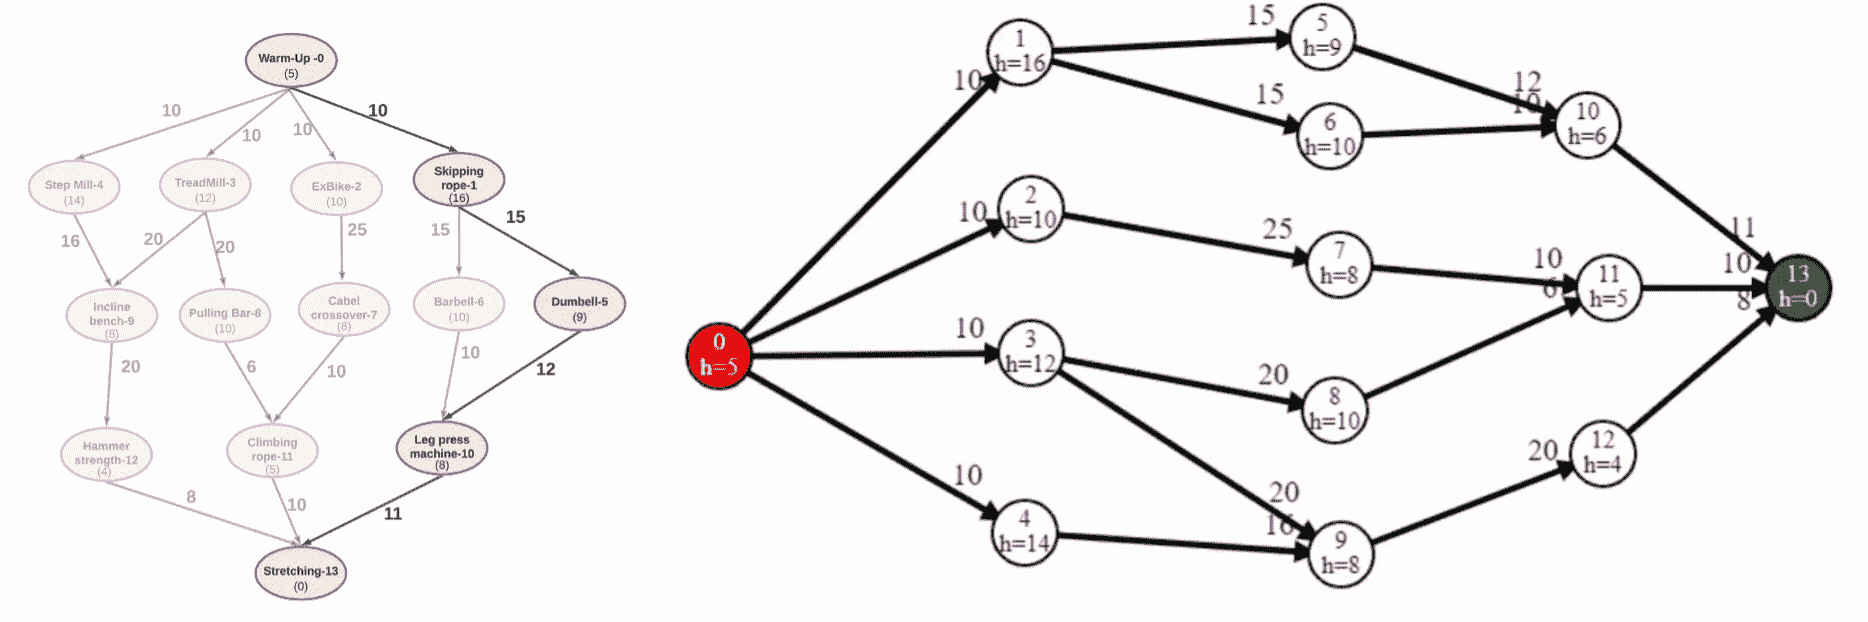 Warm-Up -0
(5)
10
10
10
10
Step Mill-4
(14)
TreadMill-3
(12)
ExBike-2
(10)
Skipping
rope-1
(16)
16
20
20
25
15
15
Incline
bench-9
(8)
Pulling Bar-8
(10)
Cabel
crossover-7
(8)
Barbell-6
(10)
Dumbell-5
(9)
20
6
10
10
12
Hammer
strength-12
(4)
Climbing
rope-11
(5)
Leg press
machine-10
(8)
8
10
11
Stretching-13
(0)
0
h=5
10
10
10
10
1
h=16
2
h=10
3
h=12
4
h=14
15
15
25
20
20
16
5
h=9
6
h=10
7
h=8
8
h=10
9
h=8
12
10
10
6
20
10
h=6
11
h=5
12
h=4
11
10
8
13
h=0